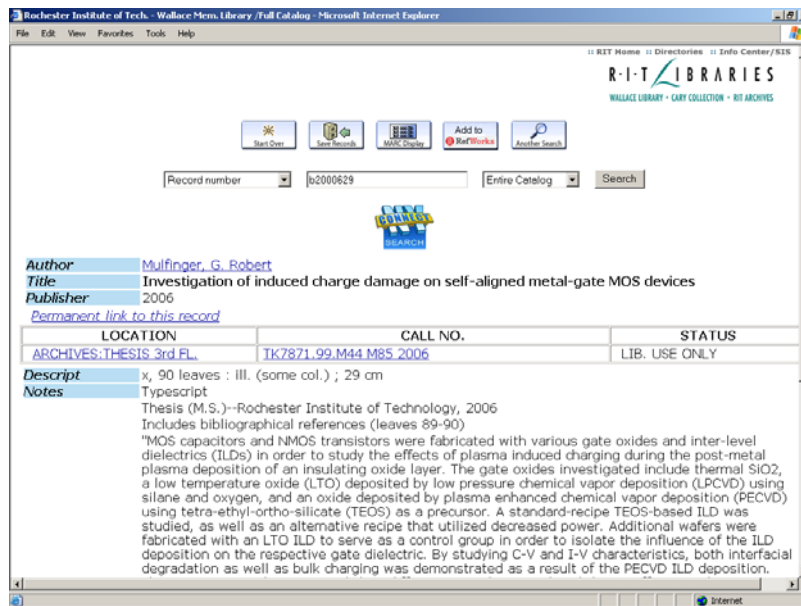 Rochester Institute of Tech. - Wallace Mem. Library /Full Catalog - Microsoft Internet Explorer
File Edit View Favorites Tools Help
:: RIT Home :: Directories :: Info Center/SIS
R·I·T LIBRARIES
WALLACE LIBRARY • CARY COLLECTION • RIT ARCHIVES
Start Over Save Records MARC Display Add to RefWorks Another Search
Record number b2000629 Entire Catalog Search
CONNECT NY
SEARCH
Author Mulfinger, G. Robert
Title Investigation of induced charge damage on self-aligned metal-gate MOS devices
Publisher 2006
Permanent link to this record
LOCATION CALL NO. STATUS
ARCHIVES:THESIS 3rd FL. TK7871.99.M44 M85 2006 LIB. USE ONLY
Descript x, 90 leaves : ill. (some col.) ; 29 cm
Notes Typescript
Thesis (M.S.)--Rochester Institute of Technology, 2006
Includes bibliographical references (leaves 89-90)
"MOS capacitors and NMOS transistors were fabricated with various gate oxides and inter-level
dielectrics (ILDs) in order to study the effects of plasma induced charging during the post-metal
plasma deposition of an insulating oxide layer. The gate oxides investigated include thermal SiO2,
a low temperature oxide (LTO) deposited by low pressure chemical vapor deposition (LPCVD) using
silane and oxygen, and an oxide deposited by plasma enhanced chemical vapor deposition (PECVD)
using tetra-ethyl-ortho-silicate (TEOS) as a precursor. A standard-recipe TEOS-based ILD was
studied, as well as an alternative recipe that utilized decreased power. Additional wafers were
fabricated with an LTO ILD to serve as a control group in order to isolate the influence of the ILD
deposition on the respective gate dielectric. By studying C-V and I-V characteristics, both interfacial
degradation as well as bulk charging was demonstrated as a result of the PECVD ILD deposition.
Internet